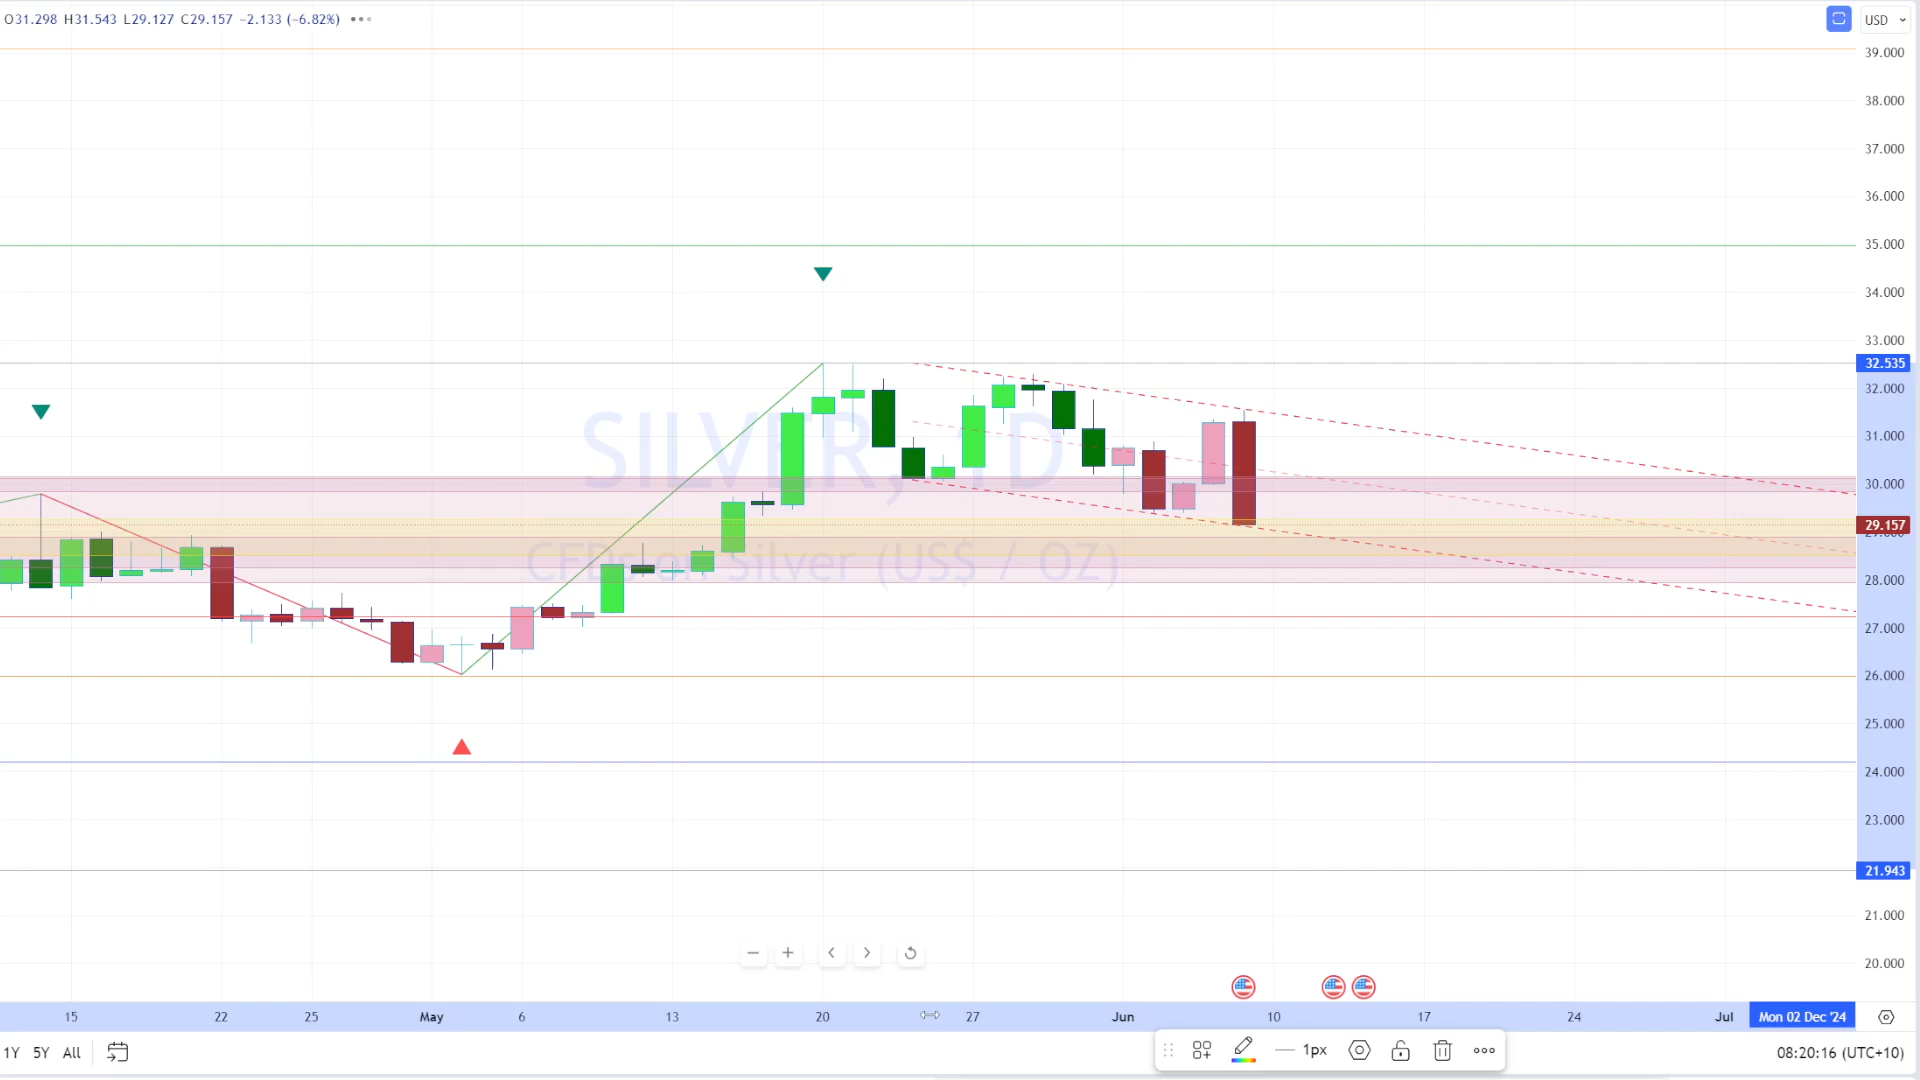 O31.298 H31.543 L29.127 C29.157 −2.133 (−6.82%)
USD
39.000
38.000
37.000
36.000
35.000
34.000
33.000
32.535
32.000
31.000
30.000
29.157
29.000
28.000
27.000
26.000
25.000
24.000
23.000
21.943
21.000
20.000
SILVER, 1D
CFDs on Silver (US$ / OZ)
15 22 25 May 6 13 20 27 Jun 10 17 24 Jul Mon 02 Dec '24
1Y 5Y All
1px
08:20:16 (UTC+10)